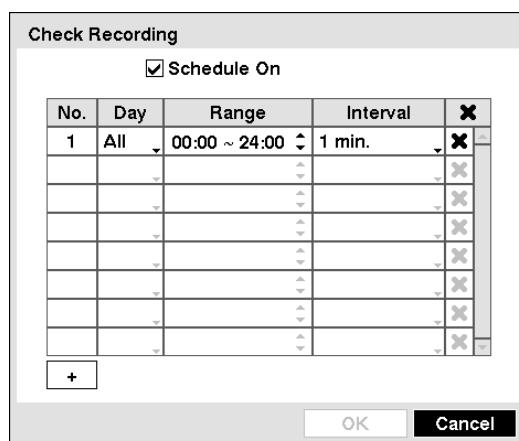 Check Recording
Schedule On
No. Day Range Interval ✖
1 All 00:00 ~ 24:00 1 min. ✖
+
OK Cancel